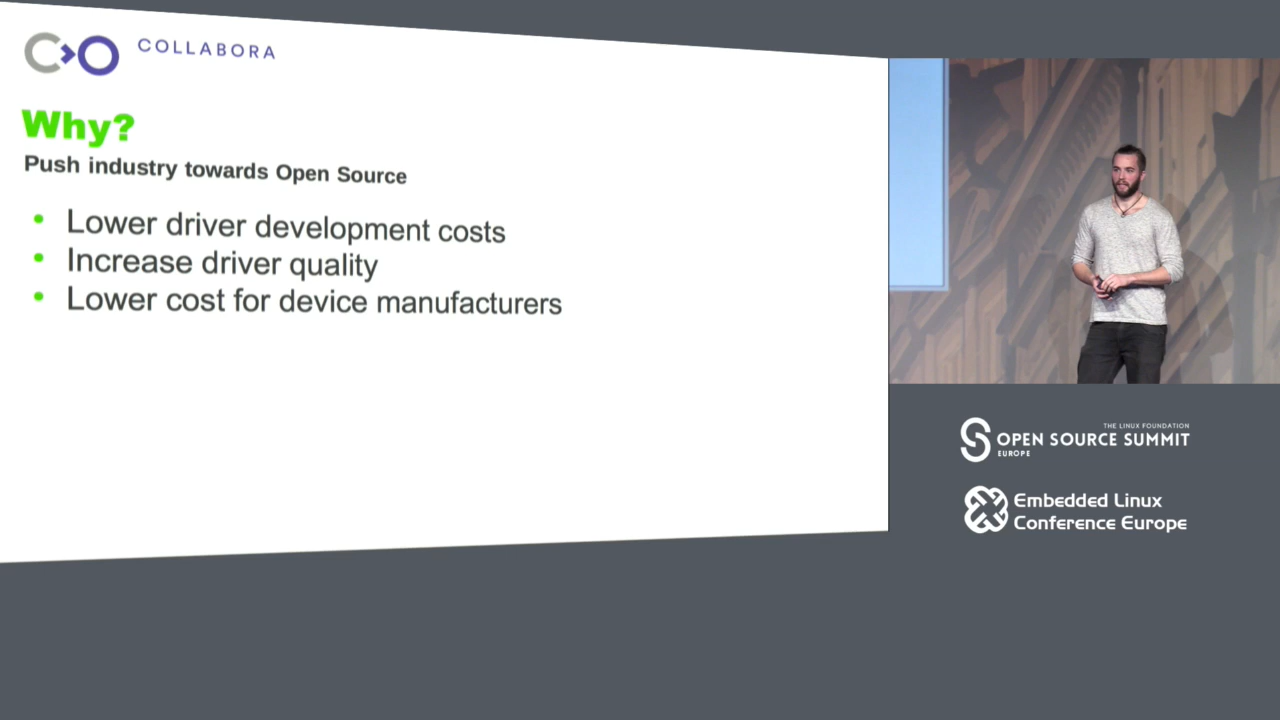 COLLABORA
Why?
Push industry towards Open Source
• Lower driver development costs
• Increase driver quality
• Lower cost for device manufacturers
THE LINUX FOUNDATION
OPEN SOURCE SUMMIT
EUROPE
Embedded Linux
Conference Europe